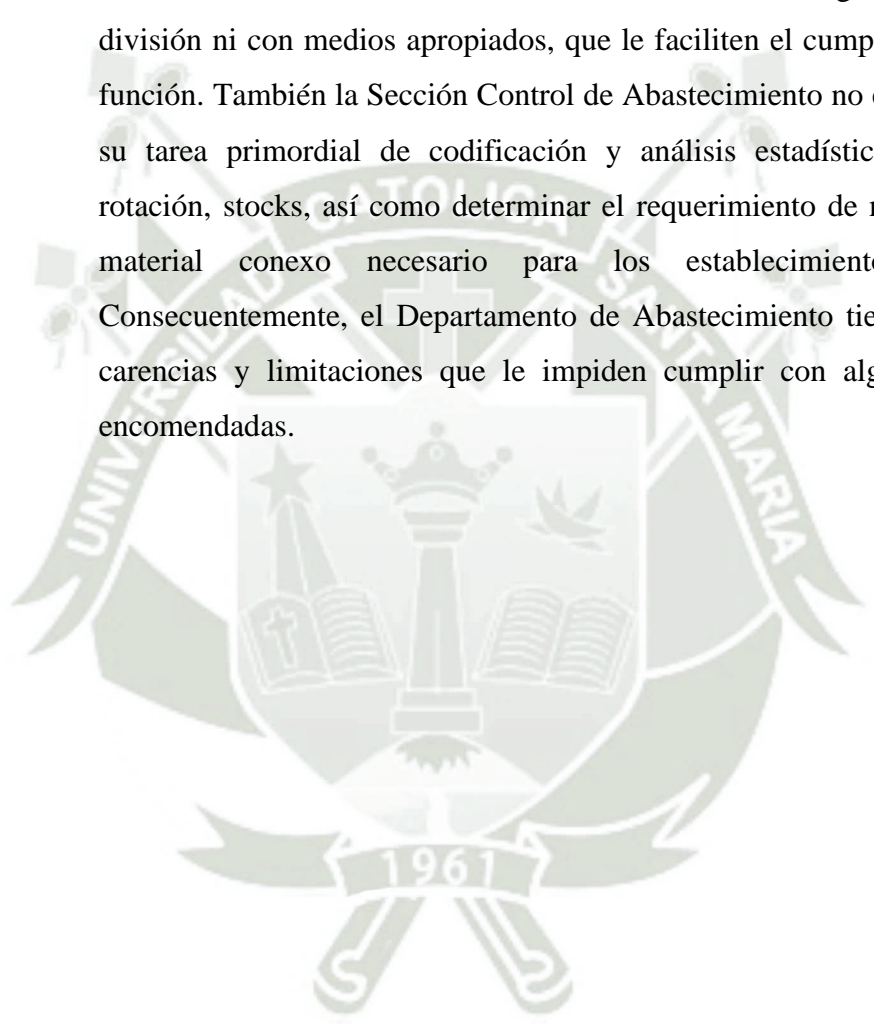 división ni con medios apropiados, que le faciliten el cump
función. También la Sección Control de Abastecimiento no
su tarea primordial de codificación y análisis estadístic
rotación, stocks, así como determinar el requerimiento de
material conexo necesario para los establecimient
Consecuentemente, el Departamento de Abastecimiento tie
carencias y limitaciones que le impiden cumplir con alg
encomendadas.
UNIVERSIDAD CATOLICA SANTA MARIA
1961